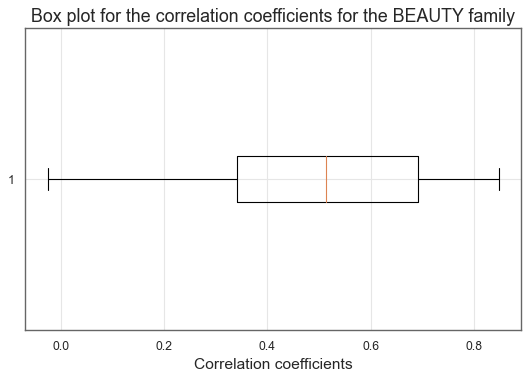 Box plot for the correlation coefficients for the BEAUTY family
1
0.0 0.2 0.4 0.6 0.8
Correlation coefficients